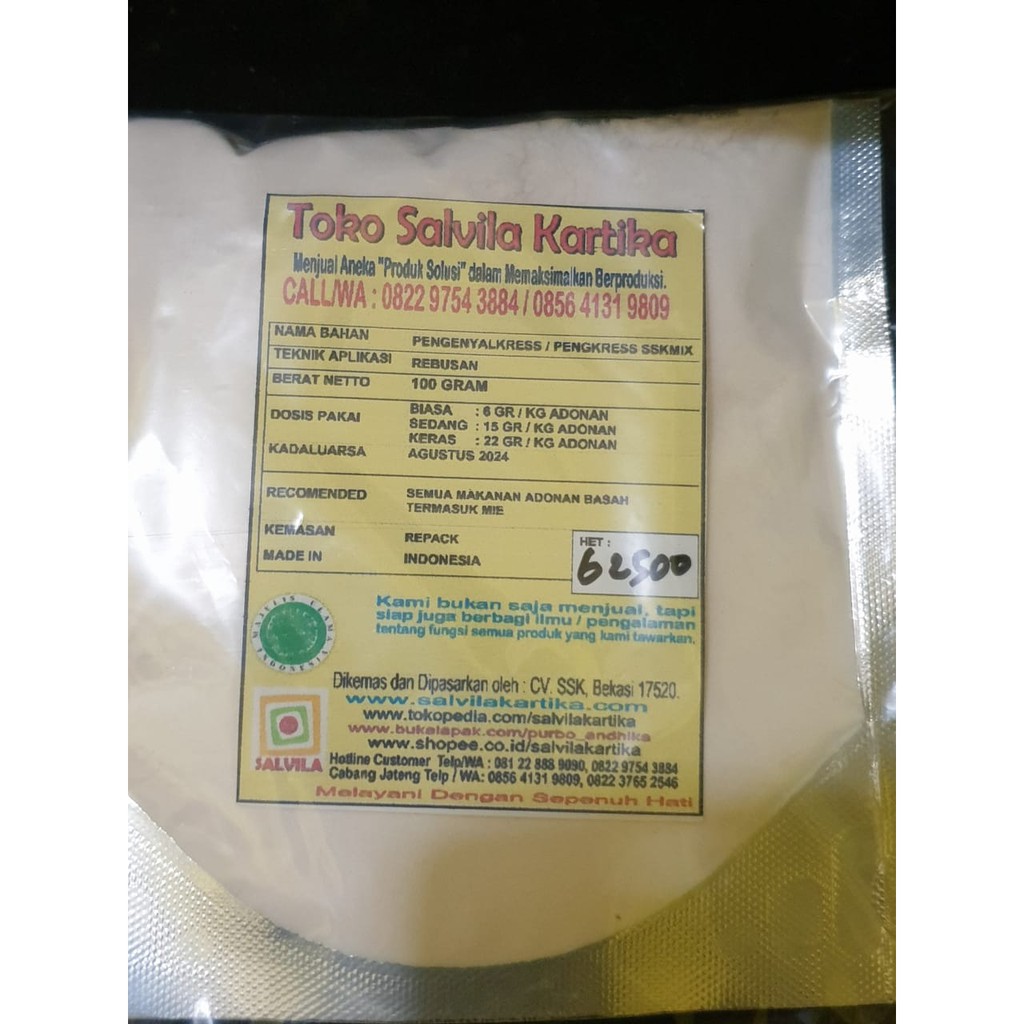 Toko Salvila Kartika
Menjual Aneka "Produk Solusi" dalam Memaksimalkan Berproduksi.
CALL/WA : 0822 9754 3884 / 0856 4131 9809
NAMA BAHAN PENGENYALKRESS / PENGKRESS SSKMIX
TEKNIK APLIKASI REBUSAN
BERAT NETTO 100 GRAM
DOSIS PAKAI BIASA : 6 GR / KG ADONAN
SEDANG : 15 GR / KG ADONAN
KERAS : 22 GR / KG ADONAN
KADALUARSA AGUSTUS 2024
RECOMENDED SEMUA MAKANAN ADONAN BASAH
TERMASUK MIE
KEMASAN REPACK
MADE IN INDONESIA
HET :
62500
Kami bukan saja menjual, tapi
siap juga berbagi ilmu / pengalaman
tentang fungsi semua produk yang kami tawarkan.
MAJELIS ULAMA INDONESIA
Dikemas dan Dipasarkan oleh : CV. SSK, Bekasi 17520.
www.salvilakartika.com
www.tokopedia.com/salvilakartika
www.bukalapak.com/purbo_andhika
www.shopee.co.id/salvilakartika
SALVILA
Hotline Customer Telp/WA : 081 22 888 9090, 0822 9754 3884
Cabang Jateng Telp / WA: 0856 4131 9809, 0822 3765 2546
Melayani Dengan Sepenuh Hati